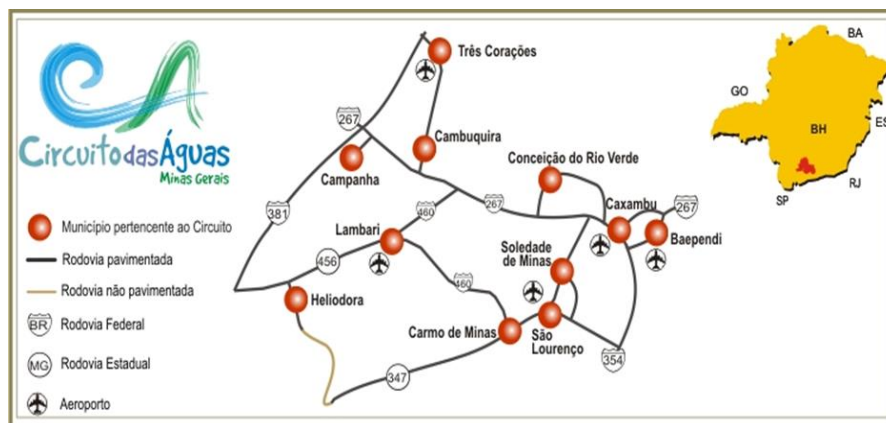 Circuito das Águas
Minas Gerais
Município pertencente ao Circuito
Rodovia pavimentada
Rodovia não pavimentada
BR Rodovia Federal
MG Rodovia Estadual
Aeroporto
Três Corações
267
Cambuquira
Campanha
Conceição do Rio Verde
381
Lambari
460
267
Caxambu
267
Baependi
456
Soledade
de Minas
Heliodora
460
Carmo de Minas
São
Lourenço
354
347
BA
GO
ES
BH
RJ
SP